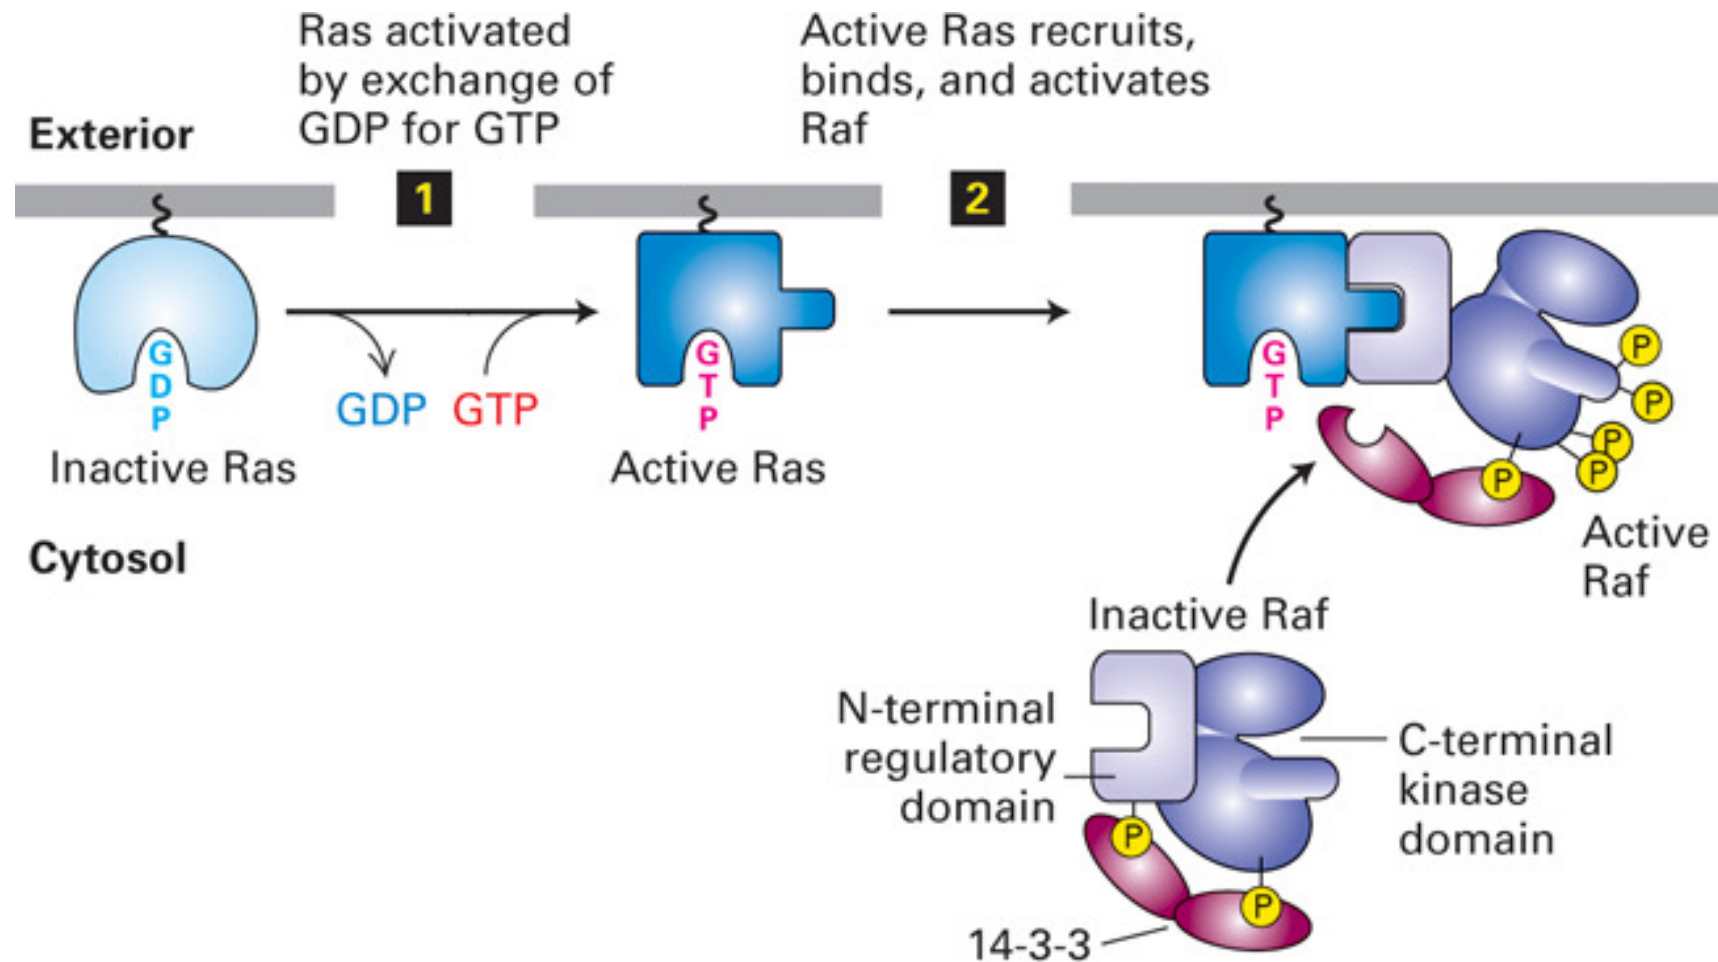 Ras activated
by exchange of
GDP for GTP
Active Ras recruits,
binds, and activates
Raf
Exterior
1
2
G
D
P
GDP
GTP
G
T
P
G
T
P
P
P
P
P
P
Inactive Ras
Active Ras
Active
Raf
Cytosol
Inactive Raf
N-terminal
regulatory
domain
C-terminal
kinase
domain
P
P
14-3-3